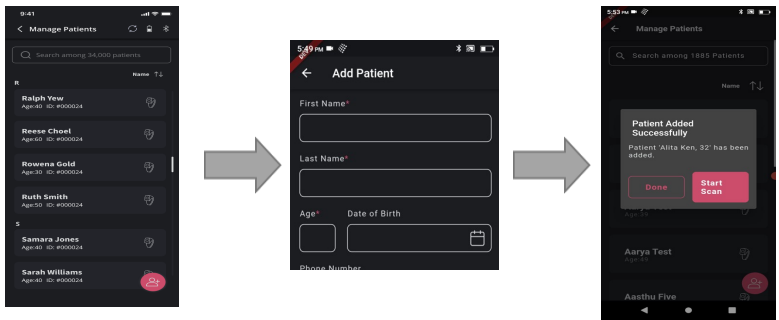 9:41
Manage Patients
Search among 34,000 patients
Name ↑↓
R
Ralph Yew
Age:40 ID: #000024
Reese Choel
Age:60 ID: #000024
Rowena Gold
Age:30 ID: #000024
Ruth Smith
Age:50 ID: #000024
S
Samara Jones
Age:40 ID: #000024
Sarah Williams
Age:40 ID: #000024
5:49 PM
Add Patient
First Name*
Last Name*
Age* Date of Birth
Phone Number
5:53 PM
Manage Patients
Search among 1885 Patients
Name ↑↓
Patient Added
Successfully
Patient 'Alita Ken, 32' has been
added.
Done
Start
Scan
Age:35
Aarya Test
Aasthu Five